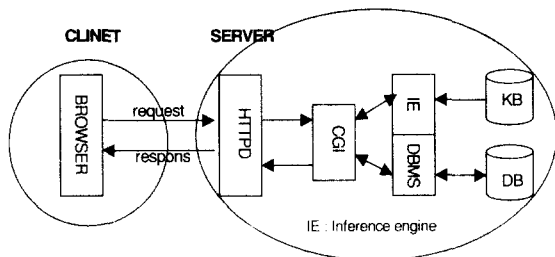 CLINET
SERVER
BROWSER
request
respons
HTTPD
CGI
IE
DBMS
KB
DB
IE : Inference engine